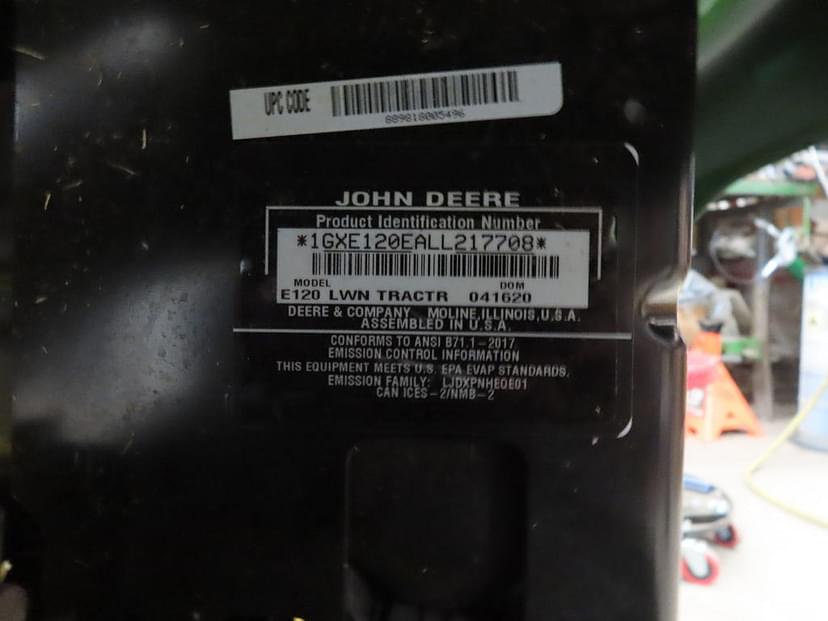 UPC CODE
889818005496
JOHN DEERE
Product Identification Number
*1GXE120EALL217708*
MODEL DOM
E120 LWN TRACTR 041620
DEERE & COMPANY MOLINE, ILLINOIS, U.S.A.
ASSEMBLED IN U.S.A.
CONFORMS TO ANSI B71.1-2017
EMISSION CONTROL INFORMATION
THIS EQUIPMENT MEETS U.S. EPA EVAP STANDARDS.
EMISSION FAMILY: LJDXPNHEQE01
CAN ICES-2/NMB-2